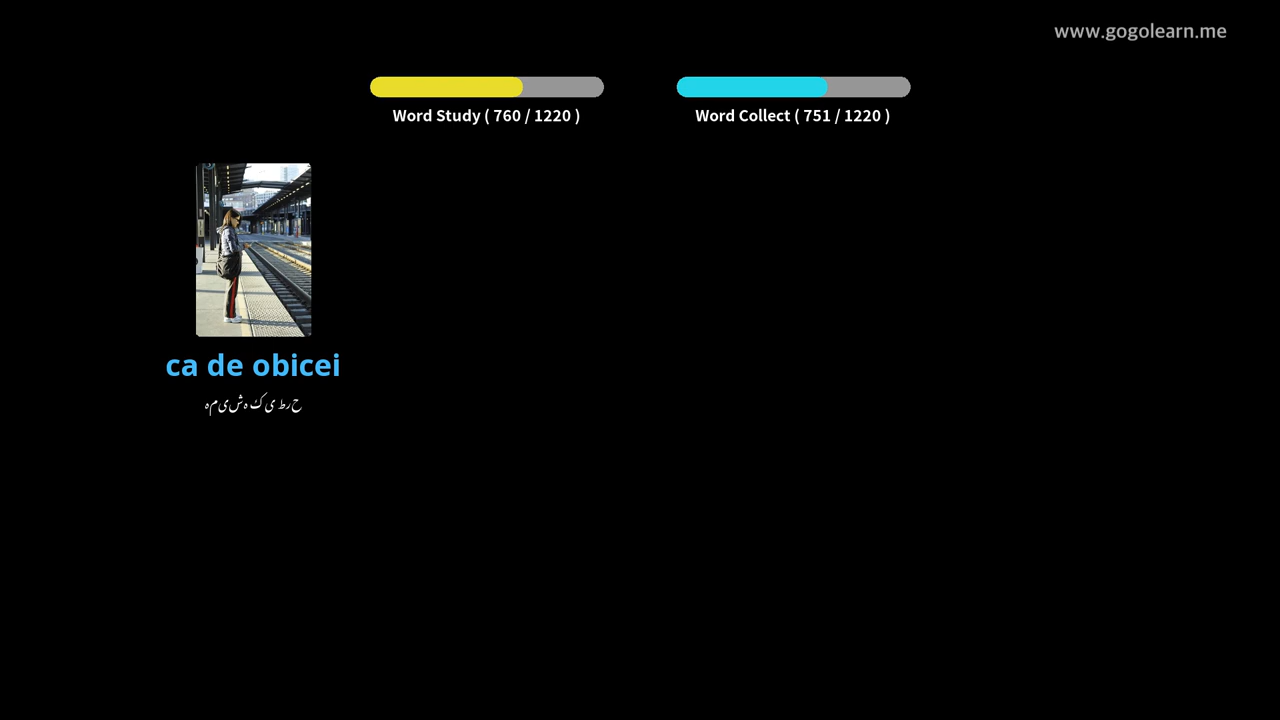 www.gogolearn.me
Word Study ( 760 / 1220 )
Word Collect ( 751 / 1220 )
ca de obicei
ہمیشہ کی طرح